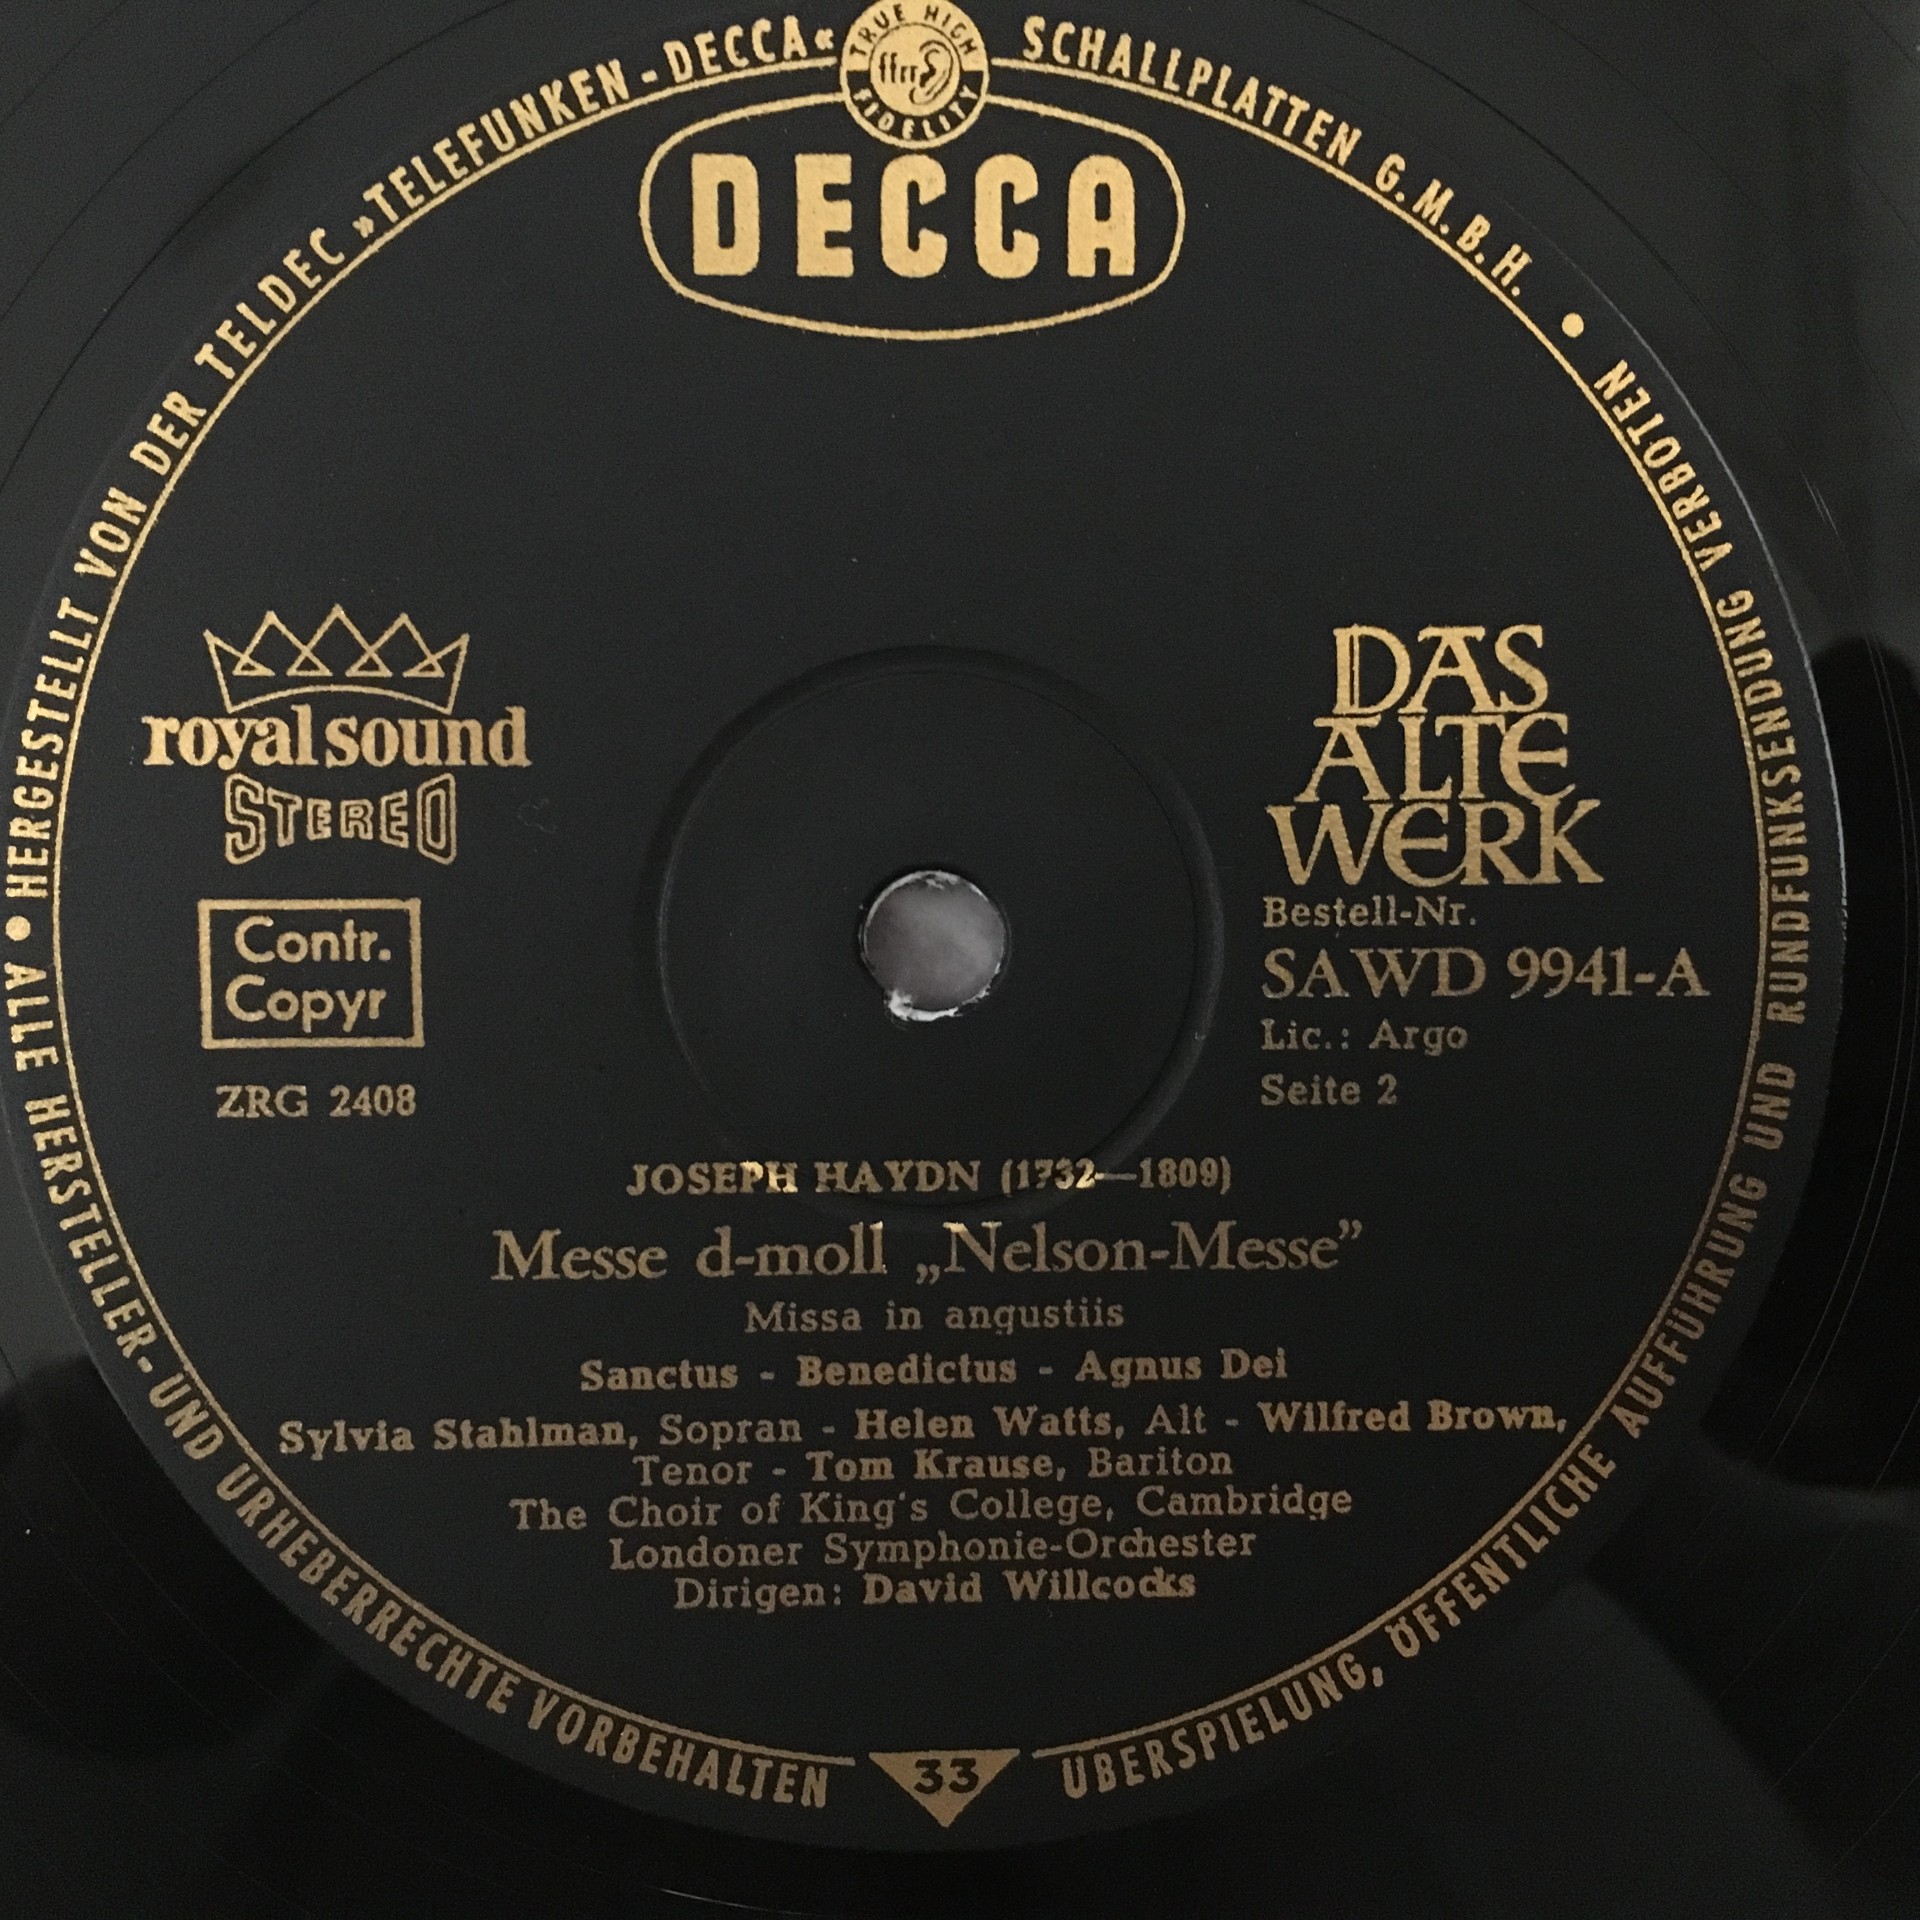 HERGESTELLT VON DER TELDEC »TELEFUNKEN-DECCA« SCHALLPLATTEN G.M.B.H. •
TRUE HIGH
ffrr
FIDELITY
DECCA
royal sound
STEREO
Contr.
Copyr
ZRG 2408
DAS
ALTE
WERK
Bestell-Nr.
SAWD 9941-A
Lic.: Argo
Seite 2
JOSEPH HAYDN (1732—1809)
Messe d-moll „Nelson-Messe”
Missa in angustiis
Sanctus - Benedictus - Agnus Dei
Sylvia Stahlman, Sopran - Helen Watts, Alt - Wilfred Brown,
Tenor - Tom Krause, Bariton
The Choir of King's College, Cambridge
Londoner Symphonie-Orchester
Dirigen: David Willcocks
• ALLE HERSTELLER- UND URHEBERRECHTE VORBEHALTEN
33
ÜBERSPIELUNG, ÖFFENTLICHE AUFFÜHRUNG UND RUNDFUNKSENDUNG VERBOTEN